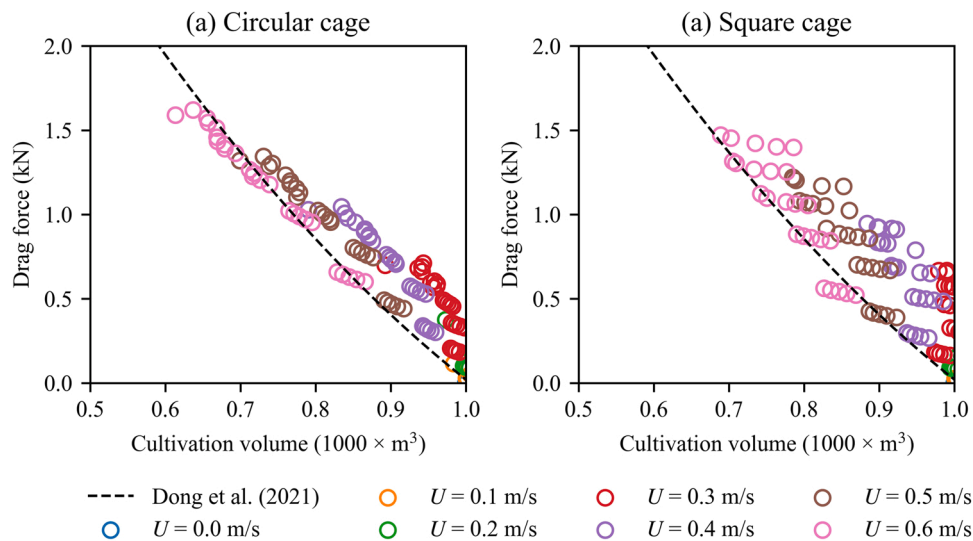 (a) Circular cage
(a) Square cage
2.0
1.5
1.0
0.5
0.0
Drag force (kN)
0.5 0.6 0.7 0.8 0.9 1.0
Cultivation volume (1000 × m³)
2.0
1.5
1.0
0.5
0.0
Drag force (kN)
0.5 0.6 0.7 0.8 0.9 1.0
Cultivation volume (1000 × m³)
Dong et al. (2021)
U = 0.0 m/s
U = 0.1 m/s
U = 0.2 m/s
U = 0.3 m/s
U = 0.4 m/s
U = 0.5 m/s
U = 0.6 m/s